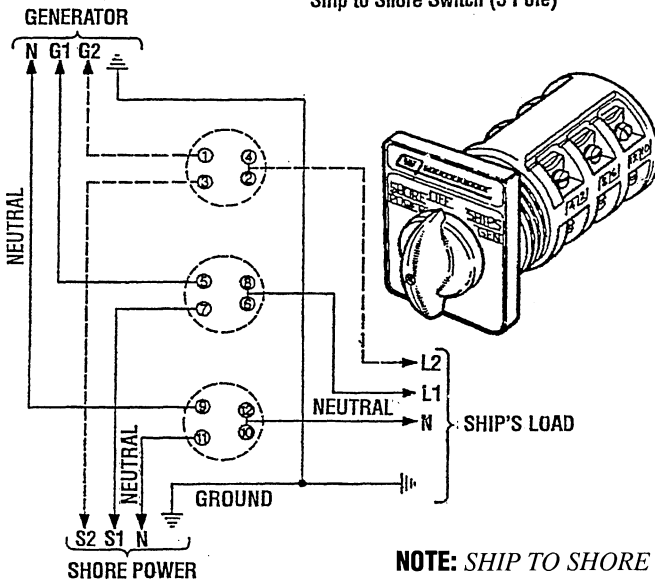 Ship to Shore Switch (3 Pole)
GENERATOR
N G1 G2
1 4
3 2
NEUTRAL
SHORE POWER OFF SHIPS GEN
5 8
7 6
L2
L1
9 12
NEUTRAL
N
SHIP'S LOAD
11 10
NEUTRAL
GROUND
S2 S1 N
SHORE POWER
NOTE: SHIP TO SHORE